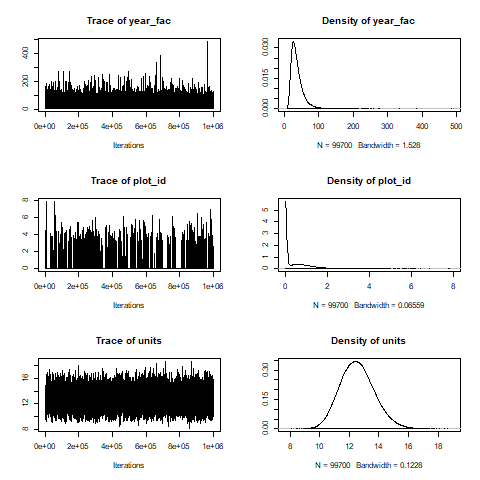 Trace of year_fac
Density of year_fac
0 200 400
0e+00 2e+05 4e+05 6e+05 8e+05 1e+06
Iterations
0.000 0.015 0.030
0 100 200 300 400 500
N = 99700 Bandwidth = 1.528
Trace of plot_id
Density of plot_id
0 2 4 6 8
0e+00 2e+05 4e+05 6e+05 8e+05 1e+06
Iterations
0 1 2 3 4 5
0 2 4 6 8
N = 99700 Bandwidth = 0.06559
Trace of units
Density of units
8 12 16
0e+00 2e+05 4e+05 6e+05 8e+05 1e+06
Iterations
0.00 0.15 0.30
8 10 12 14 16 18
N = 99700 Bandwidth = 0.1228